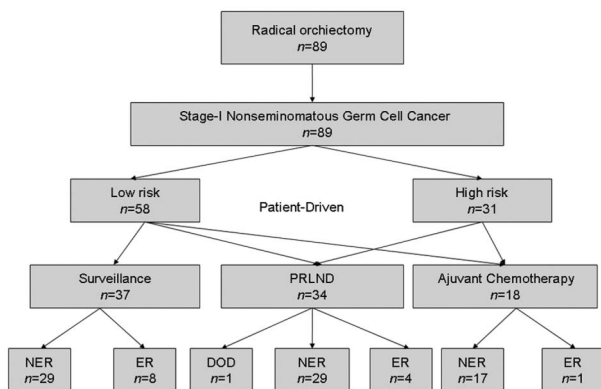 Radical orchiectomy
n=89
Stage-I Nonseminomatous Germ Cell Cancer
n=89
Low risk
n=58
Patient-Driven
High risk
n=31
Surveillance
n=37
PRLND
n=34
Ajuvant Chemotherapy
n=18
NER
n=29
ER
n=8
DOD
n=1
NER
n=29
ER
n=4
NER
n=17
ER
n=1